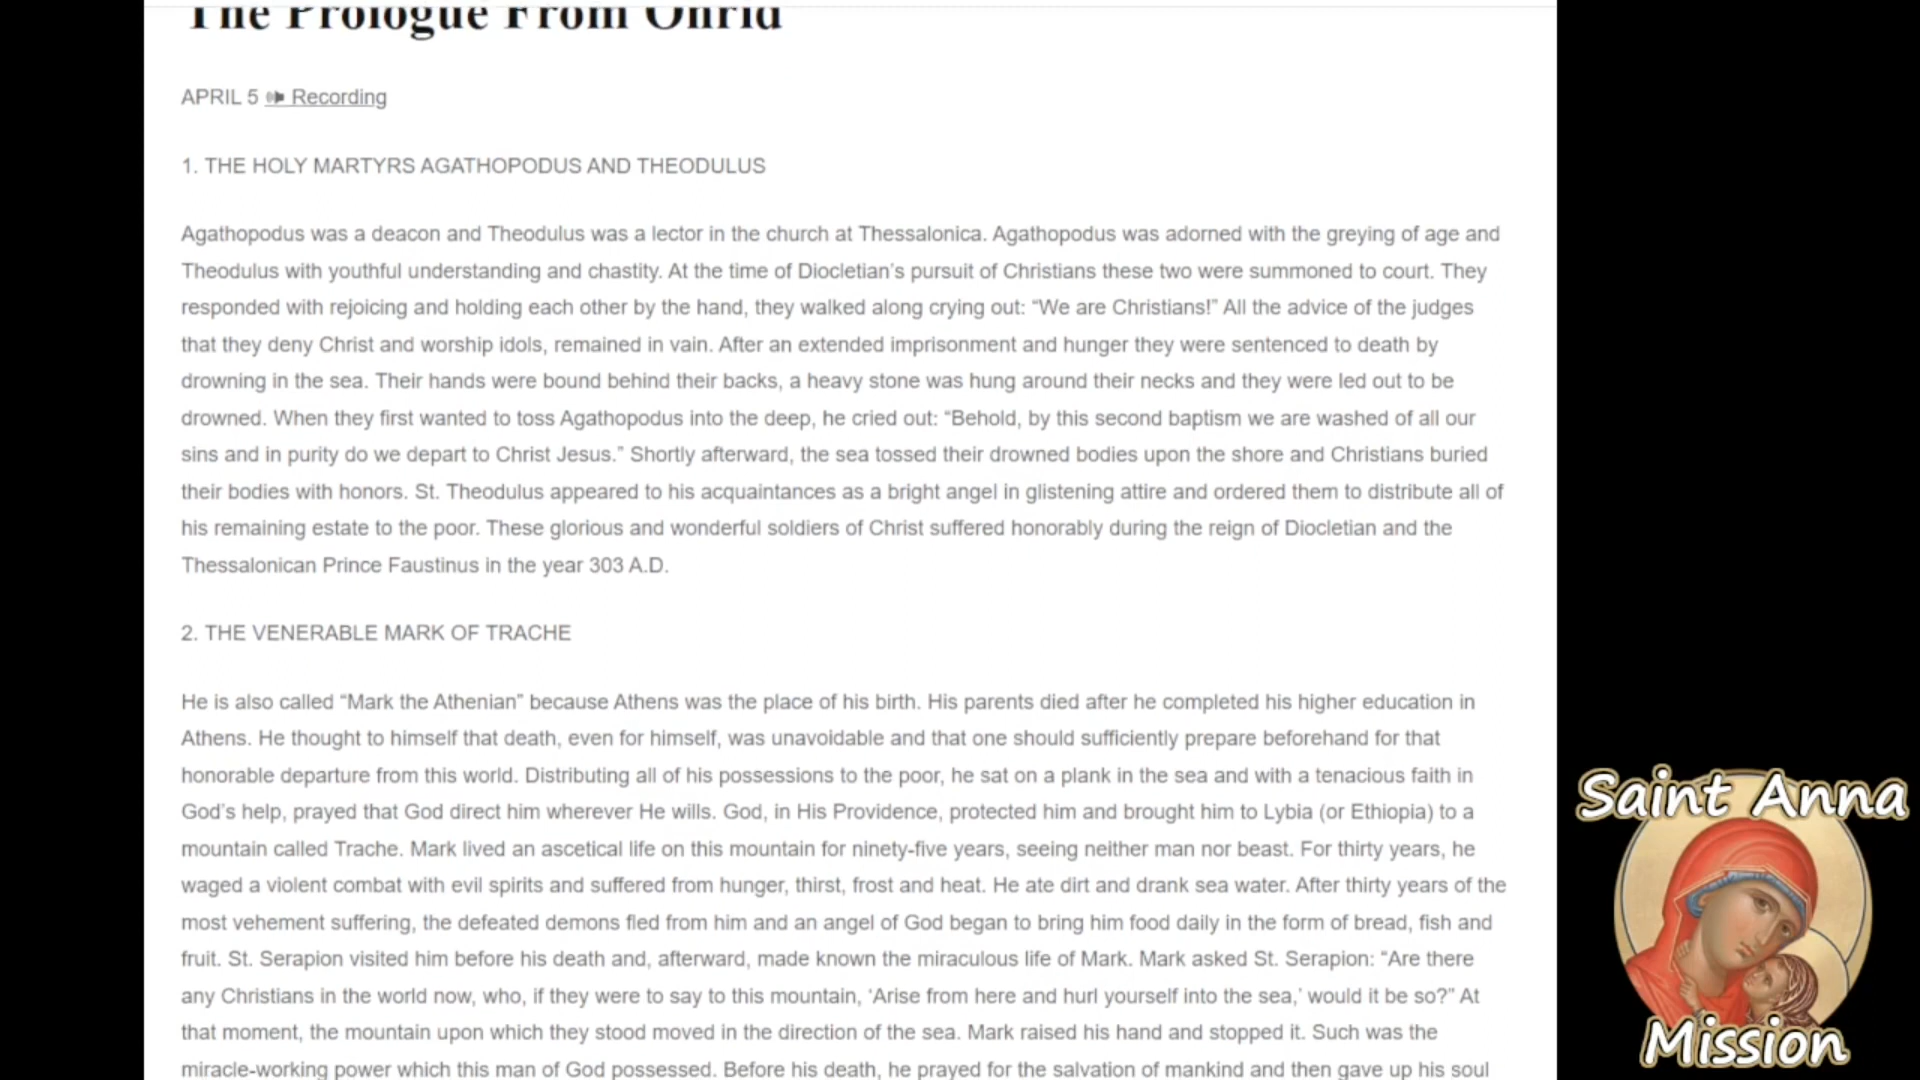 The Prologue From Ohrid
APRIL 5 Recording
1. THE HOLY MARTYRS AGATHOPODUS AND THEODULUS
Agathopodus was a deacon and Theodulus was a lector in the church at Thessalonica. Agathopodus was adorned with the greying of age and
Theodulus with youthful understanding and chastity. At the time of Diocletian’s pursuit of Christians these two were summoned to court. They
responded with rejoicing and holding each other by the hand, they walked along crying out: “We are Christians!” All the advice of the judges
that they deny Christ and worship idols, remained in vain. After an extended imprisonment and hunger they were sentenced to death by
drowning in the sea. Their hands were bound behind their backs, a heavy stone was hung around their necks and they were led out to be
drowned. When they first wanted to toss Agathopodus into the deep, he cried out: “Behold, by this second baptism we are washed of all our
sins and in purity do we depart to Christ Jesus.” Shortly afterward, the sea tossed their drowned bodies upon the shore and Christians buried
their bodies with honors. St. Theodulus appeared to his acquaintances as a bright angel in glistening attire and ordered them to distribute all of
his remaining estate to the poor. These glorious and wonderful soldiers of Christ suffered honorably during the reign of Diocletian and the
Thessalonican Prince Faustinus in the year 303 A.D.
2. THE VENERABLE MARK OF TRACHE
He is also called “Mark the Athenian” because Athens was the place of his birth. His parents died after he completed his higher education in
Athens. He thought to himself that death, even for himself, was unavoidable and that one should sufficiently prepare beforehand for that
honorable departure from this world. Distributing all of his possessions to the poor, he sat on a plank in the sea and with a tenacious faith in
God’s help, prayed that God direct him wherever He wills. God, in His Providence, protected him and brought him to Lybia (or Ethiopia) to a
mountain called Trache. Mark lived an ascetical life on this mountain for ninety-five years, seeing neither man nor beast. For thirty years, he
waged a violent combat with evil spirits and suffered from hunger, thirst, frost and heat. He ate dirt and drank sea water. After thirty years of the
most vehement suffering, the defeated demons fled from him and an angel of God began to bring him food daily in the form of bread, fish and
fruit. St. Serapion visited him before his death and, afterward, made known the miraculous life of Mark. Mark asked St. Serapion: “Are there
any Christians in the world now, who, if they were to say to this mountain, ‘Arise from here and hurl yourself into the sea,’ would it be so?” At
that moment, the mountain upon which they stood moved in the direction of the sea. Mark raised his hand and stopped it. Such was the
miracle-working power which this man of God possessed. Before his death, he prayed for the salvation of mankind and then gave up his soul
Saint Anna
Mission